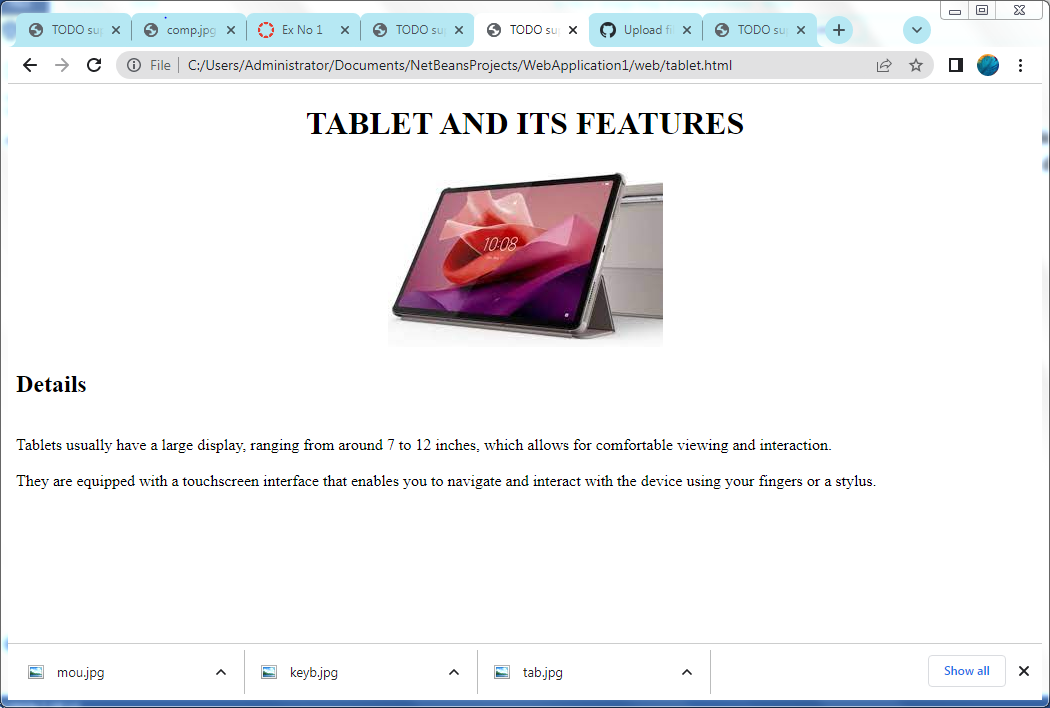 TODO su
comp.jpg
Ex No 1
TODO su
TODO su
Upload fi
TODO su
File
C:/Users/Administrator/Documents/NetBeansProjects/WebApplication1/web/tablet.html
TABLET AND ITS FEATURES
10:08
Details
Tablets usually have a large display, ranging from around 7 to 12 inches, which allows for comfortable viewing and interaction.
They are equipped with a touchscreen interface that enables you to navigate and interact with the device using your fingers or a stylus.
mou.jpg
keyb.jpg
tab.jpg
Show all